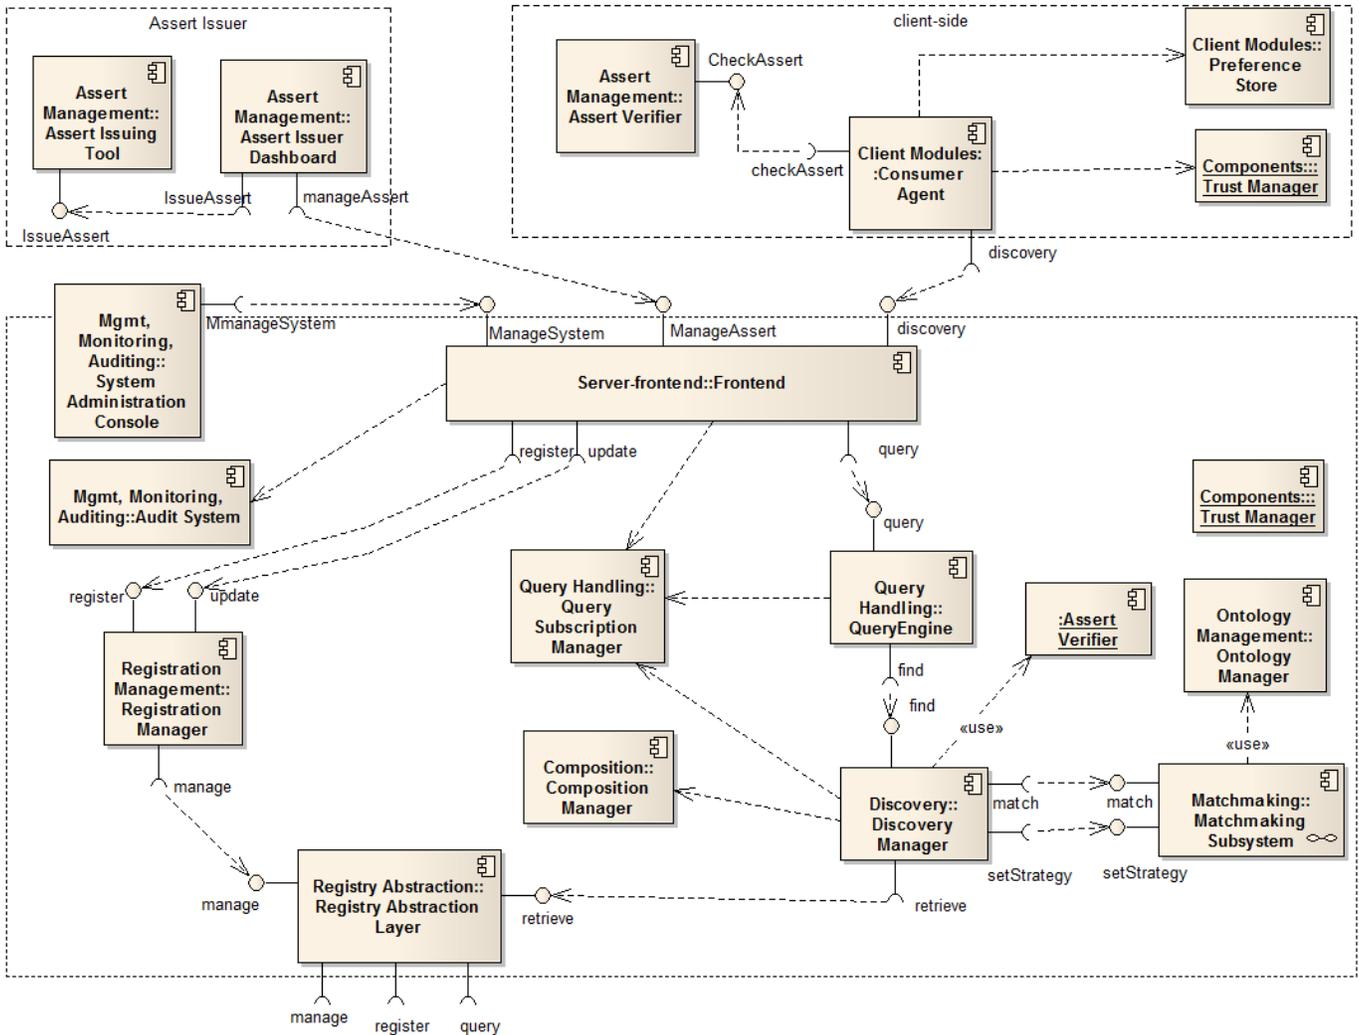 Assert Issuer
client-side
Assert
Management::
Assert Issuing
Tool
Assert
Management::
Assert Issuer
Dashboard
IssueAssert
manageAssert
IssueAssert
Assert
Management::
Assert Verifier
CheckAssert
checkAssert
Client Modules:
:Consumer
Agent
Client Modules::
Preference
Store
Components:::
Trust Manager
discovery
Mgmt,
Monitoring,
Auditing::
System
Administration
Console
MmanageSystem
ManageSystem
ManageAssert
discovery
Server-frontend::Frontend
register
update
query
Mgmt, Monitoring,
Auditing::Audit System
Components:::
Trust Manager
query
register
update
Query Handling::
Query
Subscription
Manager
Query
Handling::
QueryEngine
:Assert
Verifier
Ontology
Management::
Ontology
Manager
Registration
Management::
Registration
Manager
find
find
«use»
«use»
manage
Composition::
Composition
Manager
Discovery::
Discovery
Manager
match
match
Matchmaking::
Matchmaking
Subsystem
setStrategy
setStrategy
manage
Registry Abstraction::
Registry Abstraction
Layer
retrieve
retrieve
manage
register
query